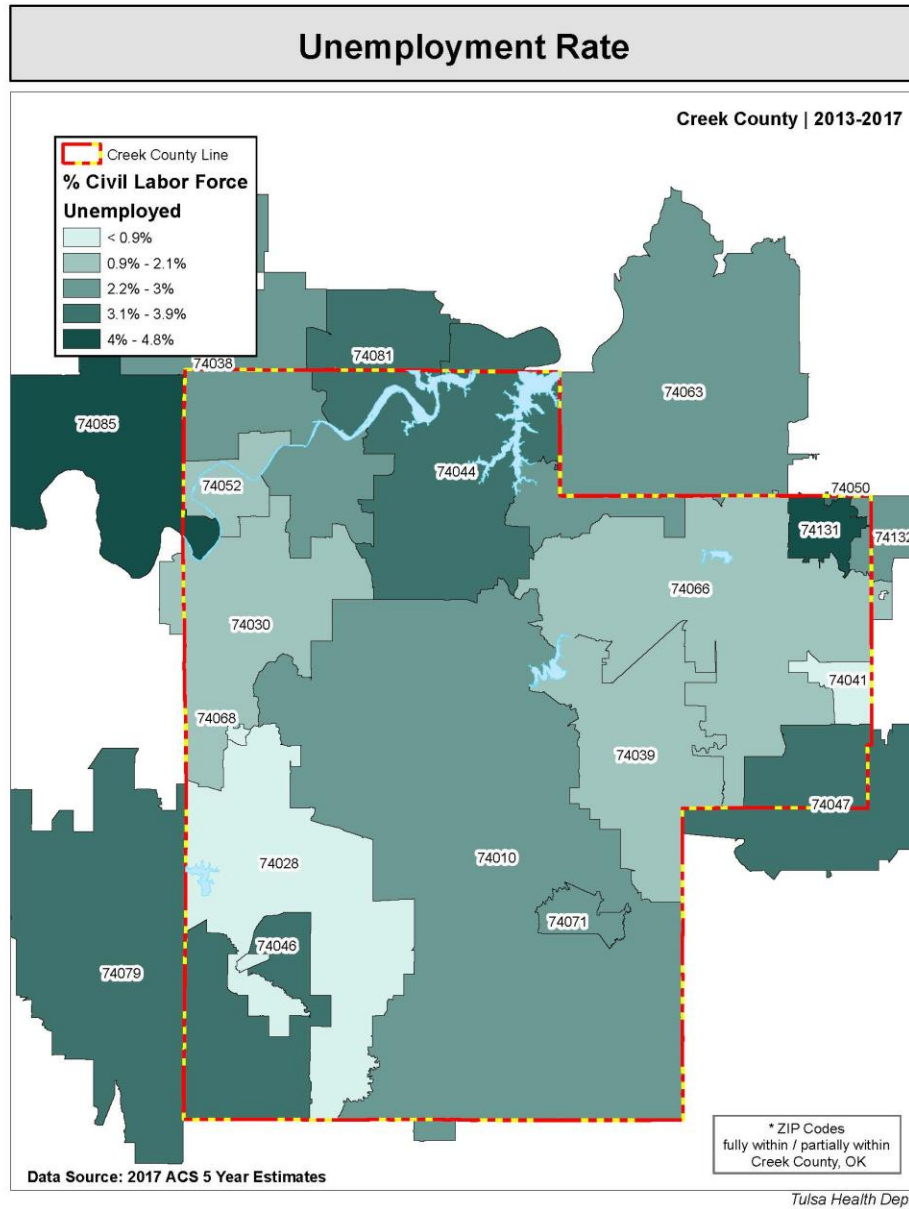 Unemployment Rate
Creek County | 2013-2017
Creek County Line
% Civil Labor Force
Unemployed
< 0.9%
0.9% - 2.1%
2.2% - 3%
3.1% - 3.9%
4% - 4.8%
74038
74081
74063
74085
74044
74052
74050
74131
74132
74066
74030
74041
74068
74039
74047
74028
74010
74071
74046
74079
* ZIP Codes
fully within / partially within
Creek County, OK
Data Source: 2017 ACS 5 Year Estimates
Tulsa Health Dep